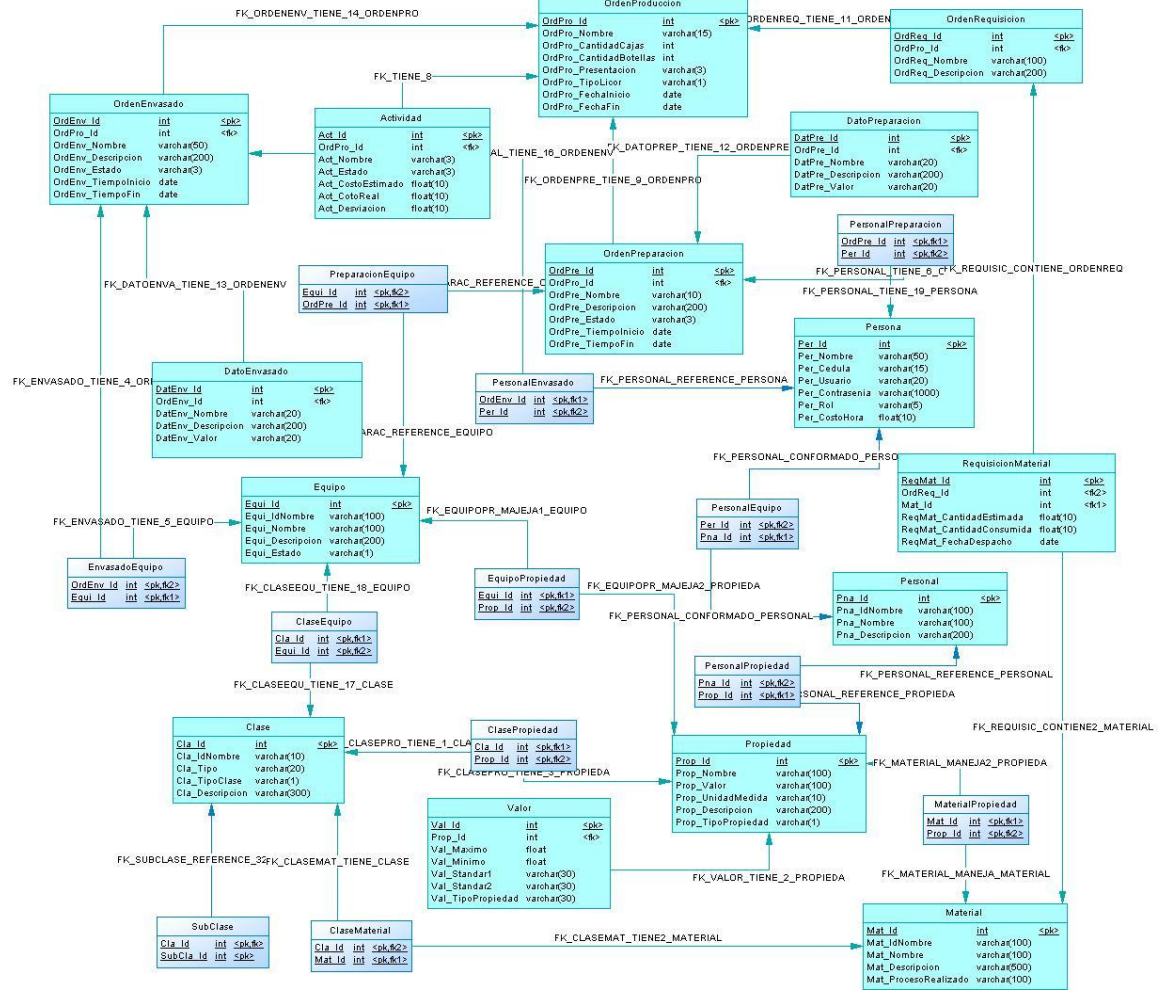 OrdenProduccion
OrdPro_Id int <pk>
OrdPro_Nombre varchar(15)
OrdPro_CantidadCajas int
OrdPro_CantidadBotellas int
OrdPro_Presentacion varchar(3)
OrdPro_TipoLicor varchar(1)
OrdPro_FechaInicio date
OrdPro_FechaFin date
FK_ORDENENV_TIENE_14_ORDENPRO
ORDENREQ_TIENE_11_ORDEN
OrdenRequisicion
OrdReq_Id int <pk>
OrdPro_Id int <fk>
OrdReq_Nombre varchar(100)
OrdReq_Descripcion varchar(200)
FK_TIENE_8
OrdenEnvasado
OrdEnv_Id int <pk>
OrdPro_Id int <fk>
OrdEnv_Nombre varchar(50)
OrdEnv_Descripcion varchar(200)
OrdEnv_Estado varchar(3)
OrdEnv_TiempoInicio date
OrdEnv_TiempoFin date
Actividad
Act_Id int <pk>
OrdPro_Id int <fk>
Act_Nombre varchar(3)
Act_Estado varchar(3)
Act_CostoEstimado float(10)
Act_CotoReal float(10)
Act_Desviacion float(10)
AL_TIENE_16_ORDENENV
FK_DATOPREP_TIENE_12_ORDENPRE
FK_ORDENPRE_TIENE_9_ORDENPRO
DatoPreparacion
DatPre_Id int <pk>
OrdPre_Id int <fk>
DatPre_Nombre varchar(20)
DatPre_Descripcion varchar(200)
DatPre_Valor varchar(20)
PersonalPreparacion
OrdPre_Id int <pk,fk1>
Per_Id int <pk,fk2>
OrdenPreparacion
OrdPre_Id int <pk>
OrdPro_Id int <fk>
OrdPre_Nombre varchar(10)
OrdPre_Descripcion varchar(200)
OrdPre_Estado varchar(3)
OrdPre_TiempoInicio date
OrdPre_TiempoFin date
PreparacionEquipo
Equi_Id int <pk,fk2>
OrdPre_Id int <pk,fk1>
ARAC_REFERENCE_O
FK_DATOENVA_TIENE_13_ORDENENV
FK_PERSONAL_TIENE_6_O
FK_REQUISIC_CONTIENE_ORDENREQ
FK_PERSONAL_TIENE_19_PERSONA
Persona
Per_Id int <pk>
Per_Nombre varchar(50)
Per_Cedula varchar(15)
Per_Usuario varchar(20)
Per_Contrasenia varchar(1000)
Per_Rol varchar(5)
Per_CostoHora float(10)
FK_ENVASADO_TIENE_4_ORD
DatoEnvasado
DatEnv_Id int <pk>
OrdEnv_Id int <fk>
DatEnv_Nombre varchar(20)
DatEnv_Descripcion varchar(200)
DatEnv_Valor varchar(20)
PersonalEnvasado
OrdEnv_Id int <pk,fk1>
Per_Id int <pk,fk2>
FK_PERSONAL_REFERENCE_PERSONA
ARAC_REFERENCE_EQUIPO
FK_PERSONAL_CONFORMADO_PERSO
RequisicionMaterial
ReqMat_Id int <pk>
OrdReq_Id int <fk2>
Mat_Id int <fk1>
ReqMat_CantidadEstimada float(10)
ReqMat_CantidadConsumida float(10)
ReqMat_FechaDespacho date
Equipo
Equi_Id int <pk>
Equi_IdNombre varchar(100)
Equi_Nombre varchar(100)
Equi_Descripcion varchar(200)
Equi_Estado varchar(1)
FK_EQUIPOPR_MAJEJA1_EQUIPO
PersonalEquipo
Per_Id int <pk,fk2>
Pna_Id int <pk,fk1>
FK_ENVASADO_TIENE_5_EQUIPO
EnvasadoEquipo
OrdEnv_Id int <pk,fk2>
Equi_Id int <pk,fk1>
FK_CLASEEQU_TIENE_18_EQUIPO
EquipoPropiedad
Equi_Id int <pk,fk1>
Prop_Id int <pk,fk2>
FK_EQUIPOPR_MAJEJA2_PROPIEDA
Personal
Pna_Id int <pk>
Pna_IdNombre varchar(100)
Pna_Nombre varchar(100)
Pna_Descripcion varchar(200)
FK_PERSONAL_CONFORMADO_PERSONAL
ClaseEquipo
Cla_Id int <pk,fk1>
Equi_Id int <pk,fk2>
PersonalPropiedad
Pna_Id int <pk,fk2>
Prop_Id int <pk,fk1>
FK_PERSONAL_REFERENCE_PERSONAL
RSONAL_REFERENCE_PROPIEDA
FK_CLASEEQU_TIENE_17_CLASE
Clase
Cla_Id int <pk>
Cla_IdNombre varchar(10)
Cla_Tipo varchar(20)
Cla_TipoClase varchar(1)
Cla_Descripcion varchar(300)
_CLASEPRO_TIENE_1_CLA
ClasePropiedad
Cla_Id int <pk,fk1>
Prop_Id int <pk,fk2>
FK_CLASEPRO_TIENE_3_PROPIEDA
FK_REQUISIC_CONTIENE2_MATERIAL
Propiedad
Prop_Id int <pk>
Prop_Nombre varchar(100)
Prop_Valor varchar(100)
Prop_UnidadMedida varchar(10)
Prop_Descripcion varchar(200)
Prop_TipoPropiedad varchar(1)
FK_MATERIAL_MANEJA2_PROPIEDA
MaterialPropiedad
Mat_Id int <pk,fk1>
Prop_Id int <pk,fk2>
Valor
Val_Id int <pk>
Prop_Id int <fk>
Val_Maximo float
Val_Minimo float
Val_Standar1 varchar(30)
Val_Standar2 varchar(30)
Val_TipoPropiedad varchar(30)
FK_SUBCLASE_REFERENCE_32
FK_CLASEMAT_TIENE_CLASE
FK_VALOR_TIENE_2_PROPIEDA
FK_MATERIAL_MANEJA_MATERIAL
SubClase
Cla_Id int <pk,fk>
SubCla_Id int <pk>
ClaseMaterial
Cla_Id int <pk,fk2>
Mat_Id int <pk,fk1>
FK_CLASEMAT_TIENE2_MATERIAL
Material
Mat_Id int <pk>
Mat_IdNombre varchar(100)
Mat_Nombre varchar(100)
Mat_Descripcion varchar(500)
Mat_ProcesoRealizado varchar(100)